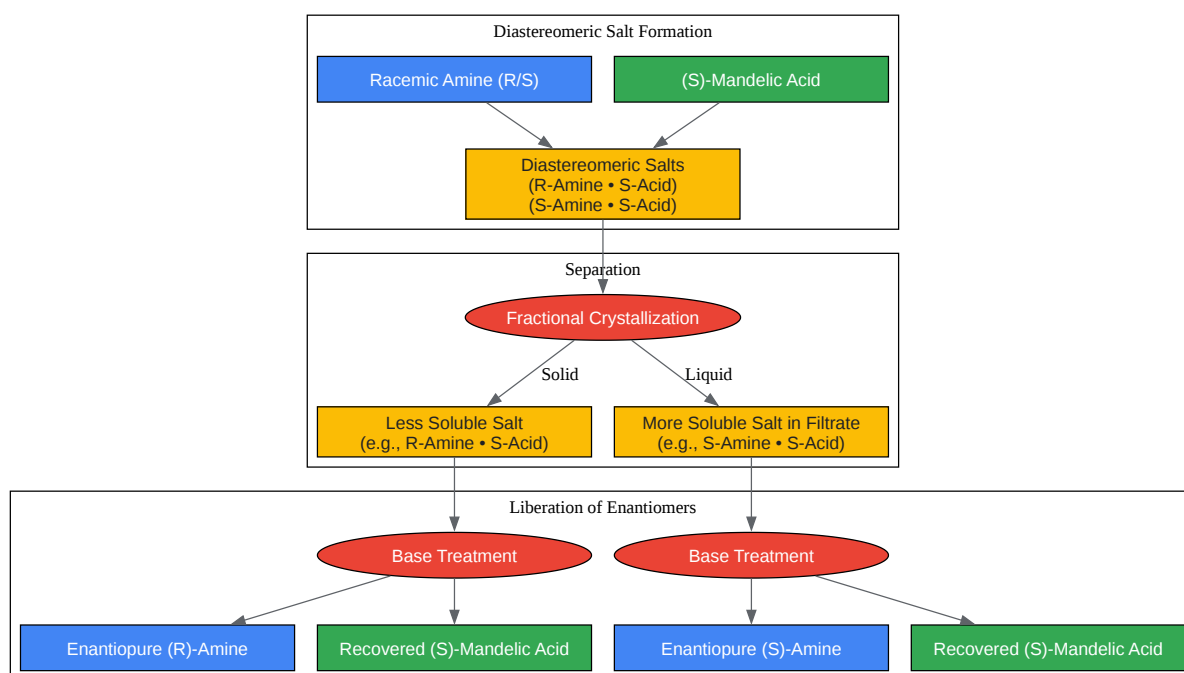 Diastereomeric Salt Formation
Racemic Amine (R/S)
(S)-Mandelic Acid
Diastereomeric Salts
(R-Amine • S-Acid)
(S-Amine • S-Acid)
Separation
Fractional Crystallization
Solid
Liquid
Less Soluble Salt
(e.g., R-Amine • S-Acid)
More Soluble Salt in Filtrate
(e.g., S-Amine • S-Acid)
Liberation of Enantiomers
Base Treatment
Base Treatment
Enantiopure (R)-Amine
Recovered (S)-Mandelic Acid
Enantiopure (S)-Amine
Recovered (S)-Mandelic Acid